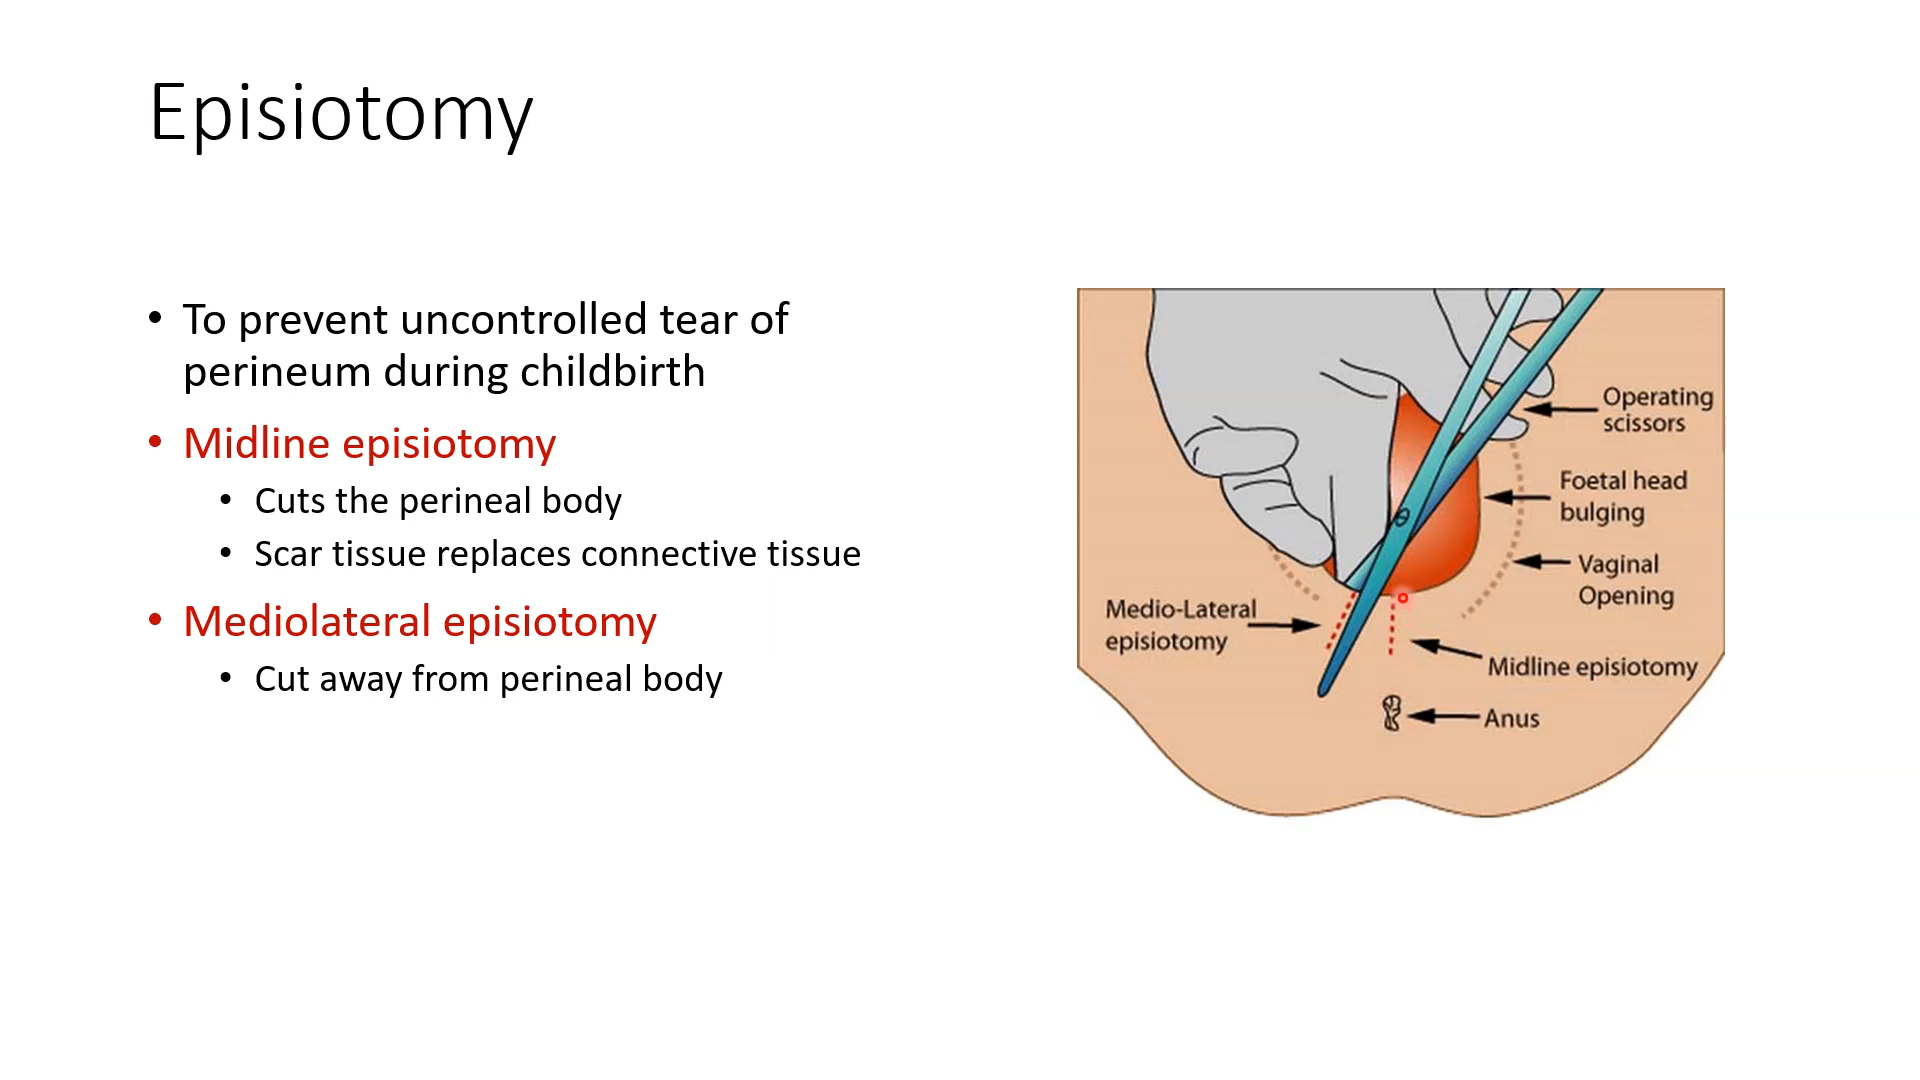 Episiotomy
• To prevent uncontrolled tear of
perineum during childbirth
• Midline episiotomy
• Cuts the perineal body
• Scar tissue replaces connective tissue
• Mediolateral episiotomy
• Cut away from perineal body
Operating
scissors
Foetal head
bulging
Vaginal
Opening
Medio-Lateral
episiotomy
Midline episiotomy
Anus